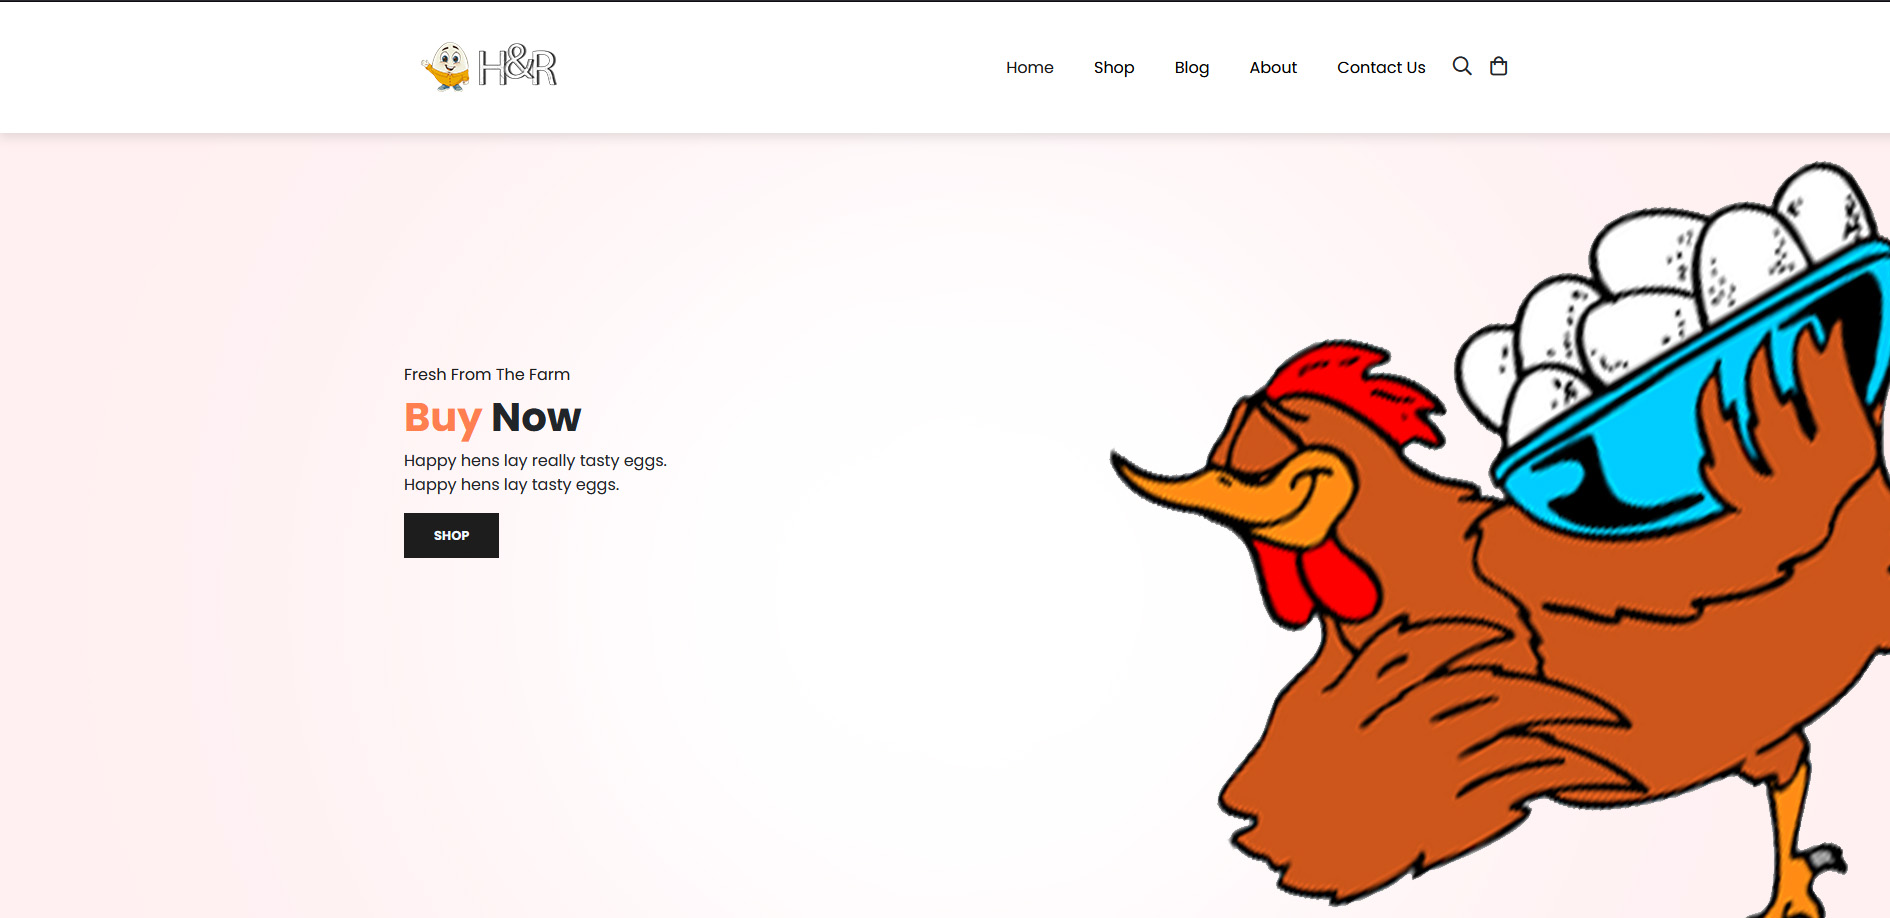 H&R
Home Shop Blog About Contact Us
Fresh From The Farm
Buy Now
Happy hens lay really tasty eggs.
Happy hens lay tasty eggs.
SHOP